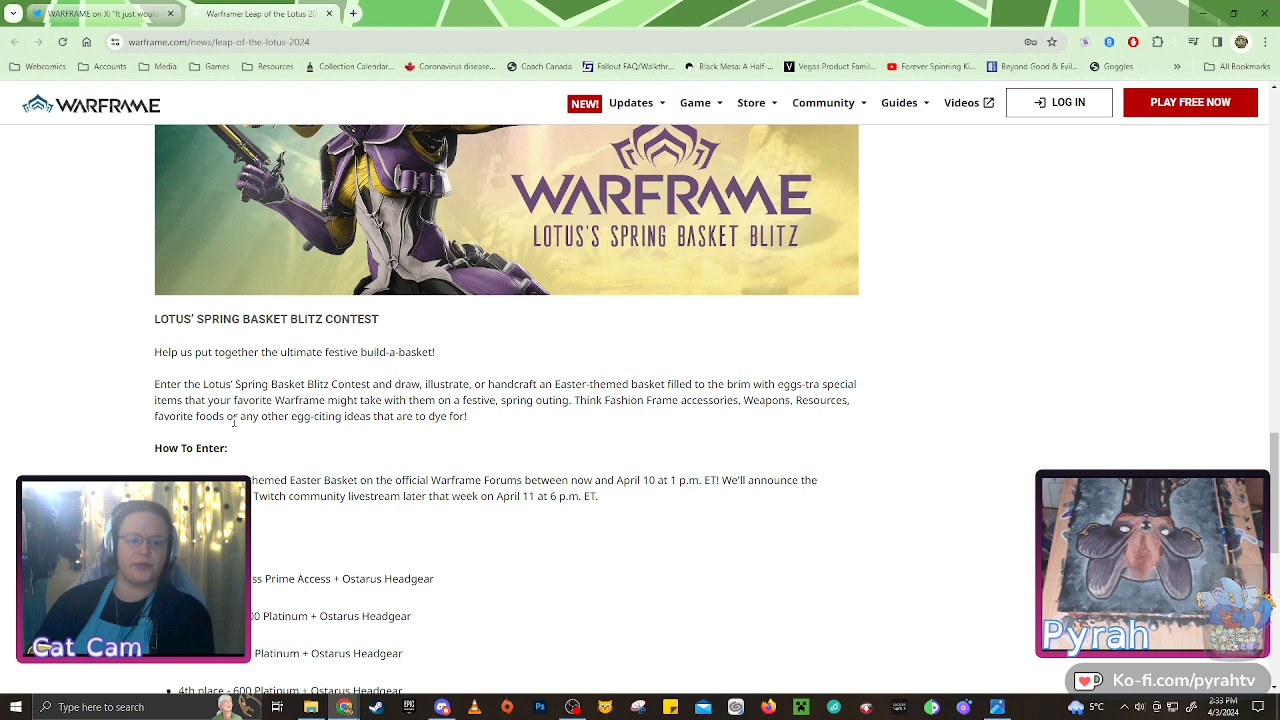 Warframe on X: "It just wou
Warframe: Leap of the Lotus 20
warframe.com/news/leap-of-the-lotus-2024
Webcomics
Accounts
Media
Games
Resources
Collection Calendar...
Coronavirus disease...
Coach Canada
Fallout FAQ/Walkthr...
Black Mesa: A Half-...
Vegas Product Famil...
Forever Spinning Ki...
Beyond Good & Evil...
Goggles
All Bookmarks
WARFRAME
NEW!
Updates
Game
Store
Community
Guides
Videos
LOG IN
PLAY FREE NOW
WARFRAME
LOTUS'S SPRING BASKET BLITZ
LOTUS' SPRING BASKET BLITZ CONTEST
Help us put together the ultimate festive build-a-basket!
Enter the Lotus' Spring Basket Blitz Contest and draw, illustrate, or handcraft an Easter-themed basket filled to the brim with eggs-tra special
items that your favorite Warframe might take with them on a festive, spring outing. Think Fashion Frame accessories, Weapons, Resources,
favorite foods or any other egg-citing ideas that are to dye for!
How To Enter:
hemed Easter Basket on the official Warframe Forums between now and April 10 at 1 p.m. ET! We'll announce the
Twitch community livestream later that week on April 11 at 6 p.m. ET.
ss Prime Access + Ostarus Headgear
00 Platinum + Ostarus Headgear
Platinum + Ostarus Headgear
4th place - 600 Platinum + Ostarus Headgear
Cat Cam
Pyrah
Ko-fi.com/pyrahtv
Type here to search
5°C
2:33 PM
4/3/2024